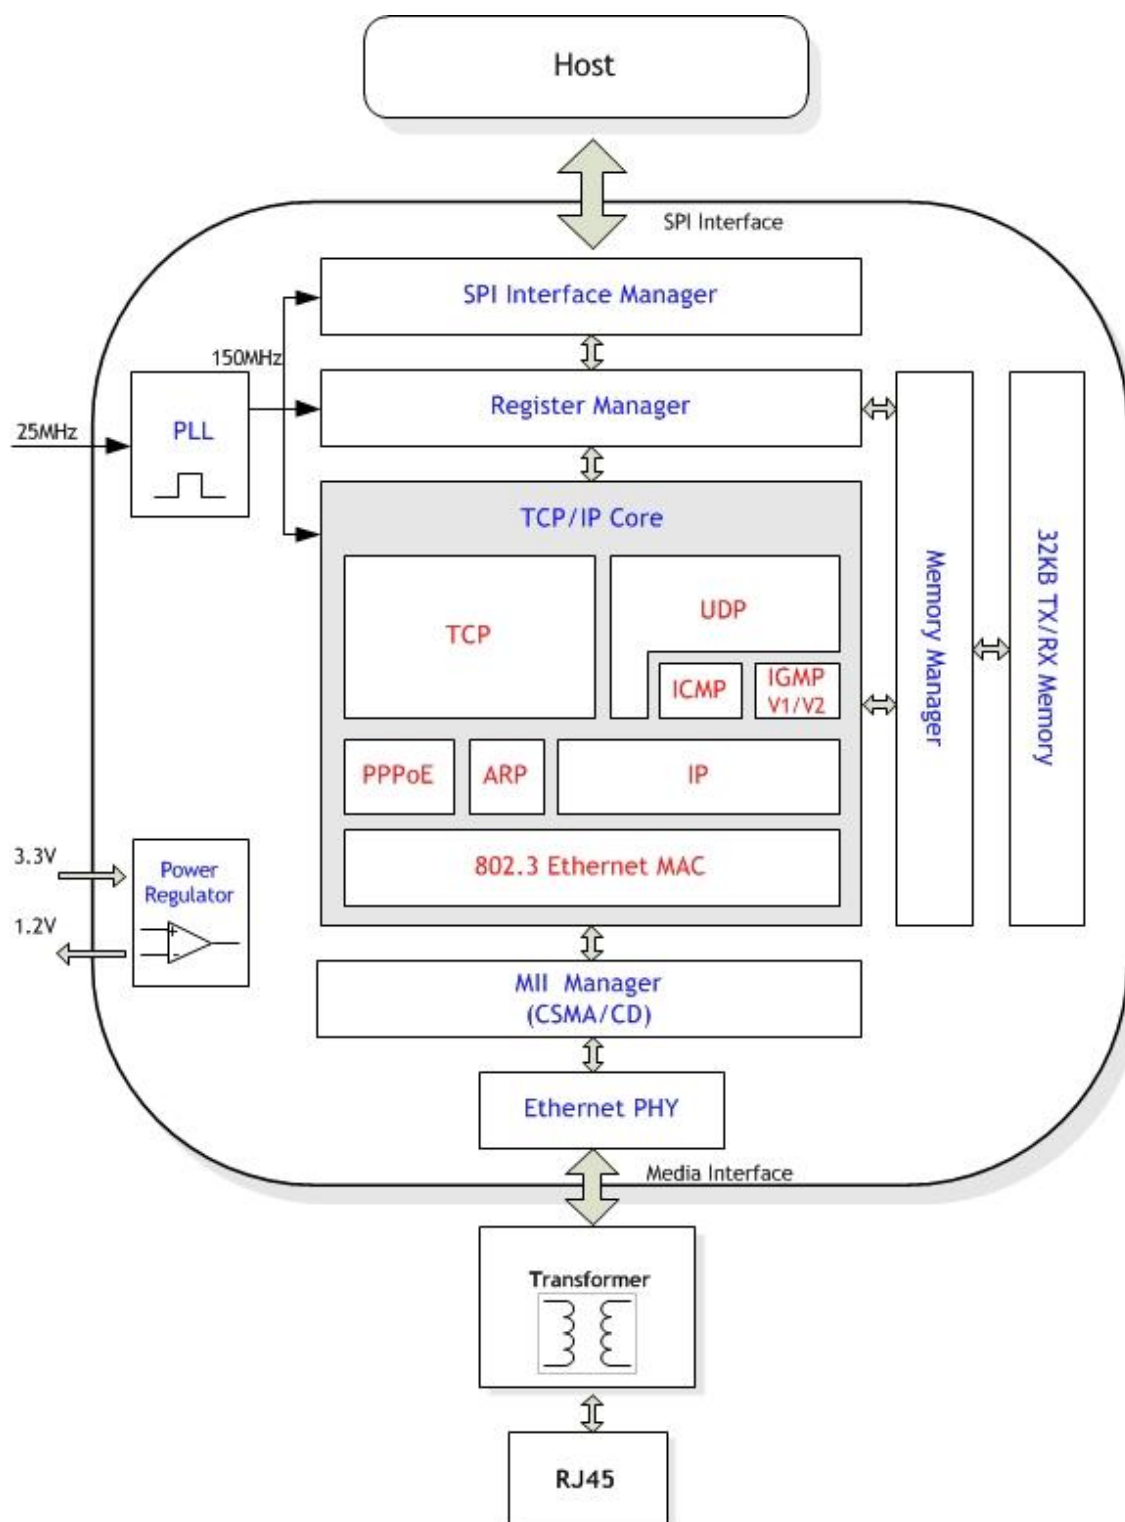 Host
SPI Interface
SPI Interface Manager
150MHz
Register Manager
25MHz
PLL
TCP/IP Core
TCP
UDP
ICMP
IGMP
V1/V2
PPPoE
ARP
IP
802.3 Ethernet MAC
Memory Manager
32KB TX/RX Memory
3.3V
1.2V
Power
Regulator
MII Manager
(CSMA/CD)
Ethernet PHY
Media Interface
Transformer
RJ45